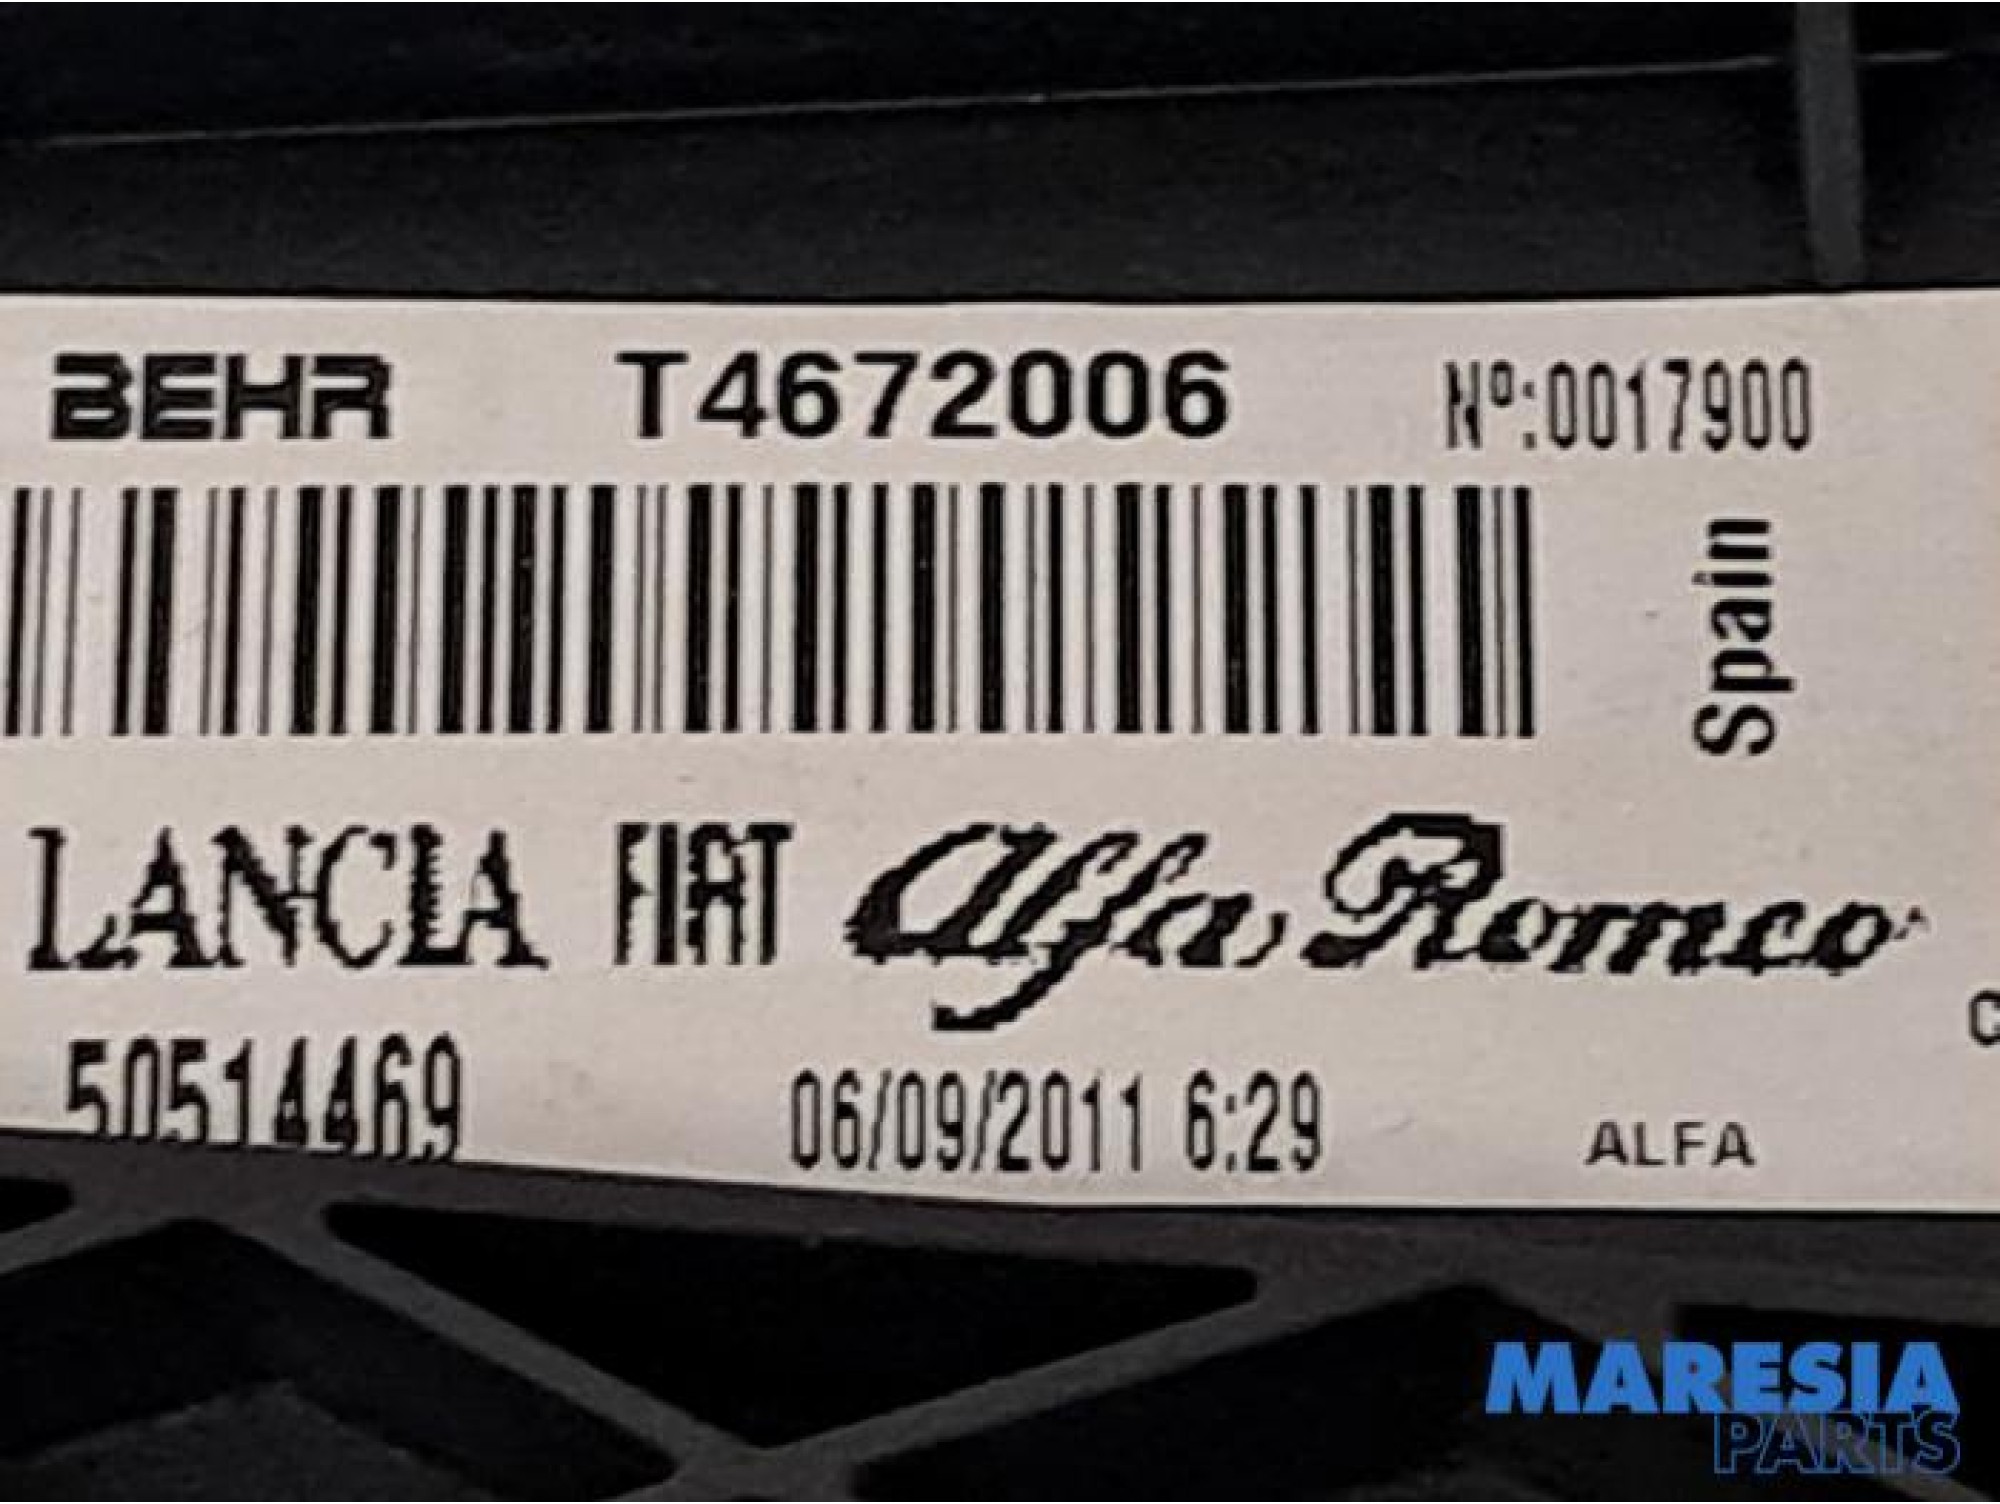 BEHR T4672006 Nº:0017900
Spain
LANCIA FIAT Alfa Romeo
50514469 06/09/2011 6:29 ALFA
MARESIA
PARTS